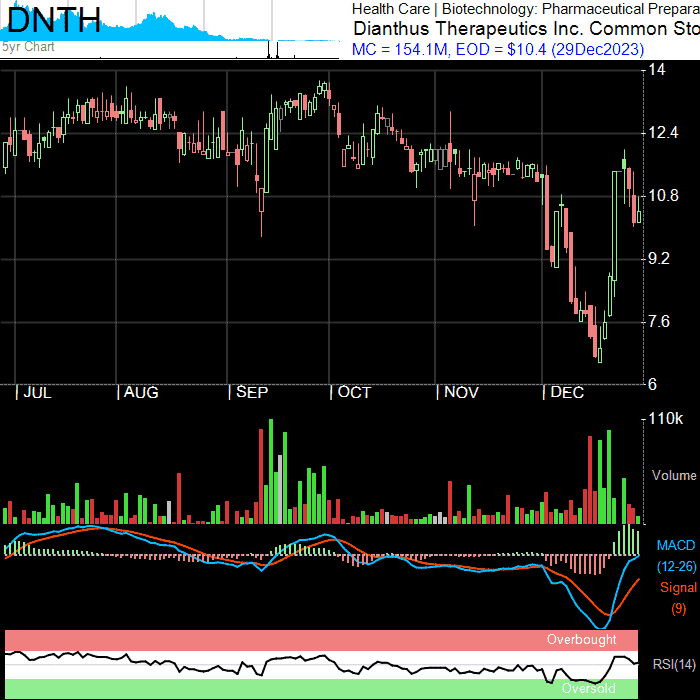 DNTH
5yr Chart
Health Care | Biotechnology: Pharmaceutical Prepara
Dianthus Therapeutics Inc. Common Sto
MC = 154.1M, EOD = $10.4 (29Dec2023)
14
12.4
10.8
9.2
7.6
6
JUL AUG SEP OCT NOV DEC
110k
Volume
MACD
(12-26)
Signal
(9)
Overbought
RSI(14)
Oversold